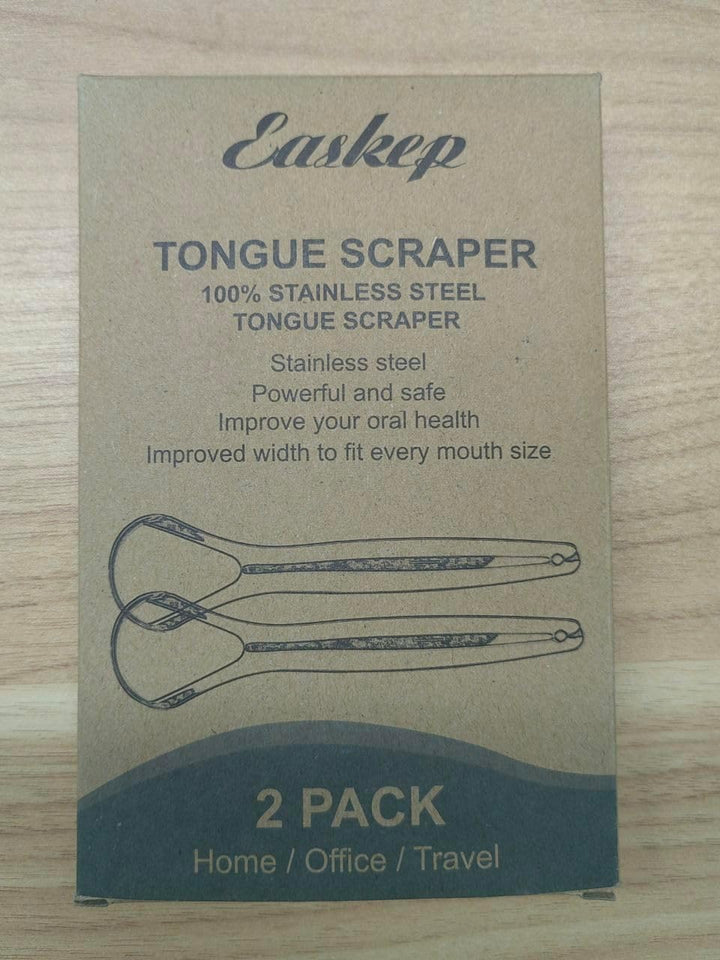 Easkep
TONGUE SCRAPER
100% STAINLESS STEEL
TONGUE SCRAPER
Stainless steel
Powerful and safe
Improve your oral health
Improved width to fit every mouth size
2 PACK
Home / Office / Travel